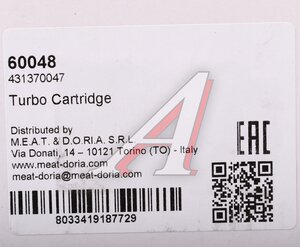 60048
431370047
Turbo Cartridge
Distributed by
M.E.A.T. & D.O.R.I.A. S.R.L
Via Donati, 14 – 10121 Torino (TO) - Italy
www.meat-doria.com
meat-doria@meat-doria.com
EAC
8033419187729